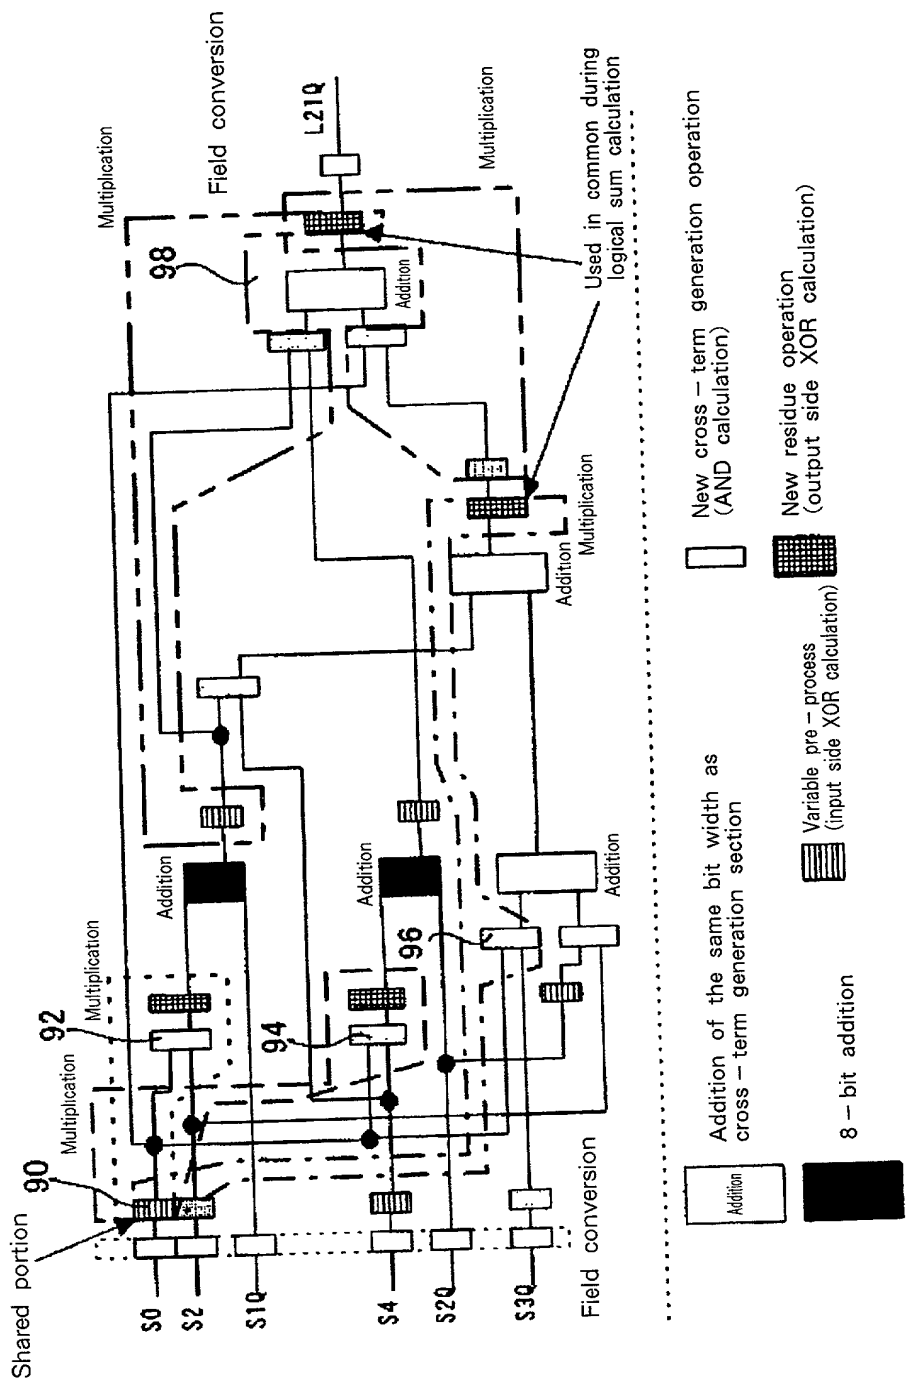 Shared portion
90
92
94
96
98
Multiplication
Multiplication
Multiplication
Multiplication
Multiplication
Field conversion
Field conversion
S0
S2
S1Q
S4
S2Q
S3Q
L21Q
Addition
Addition
Addition
Addition
Addition
Used in common during
logical sum calculation
Addition
Addition of the same bit width as
cross-term generation section
8-bit addition
Variable pre-process
(input side XOR calculation)
New cross-term generation operation
(AND calculation)
New residue operation
(output side XOR calculation)